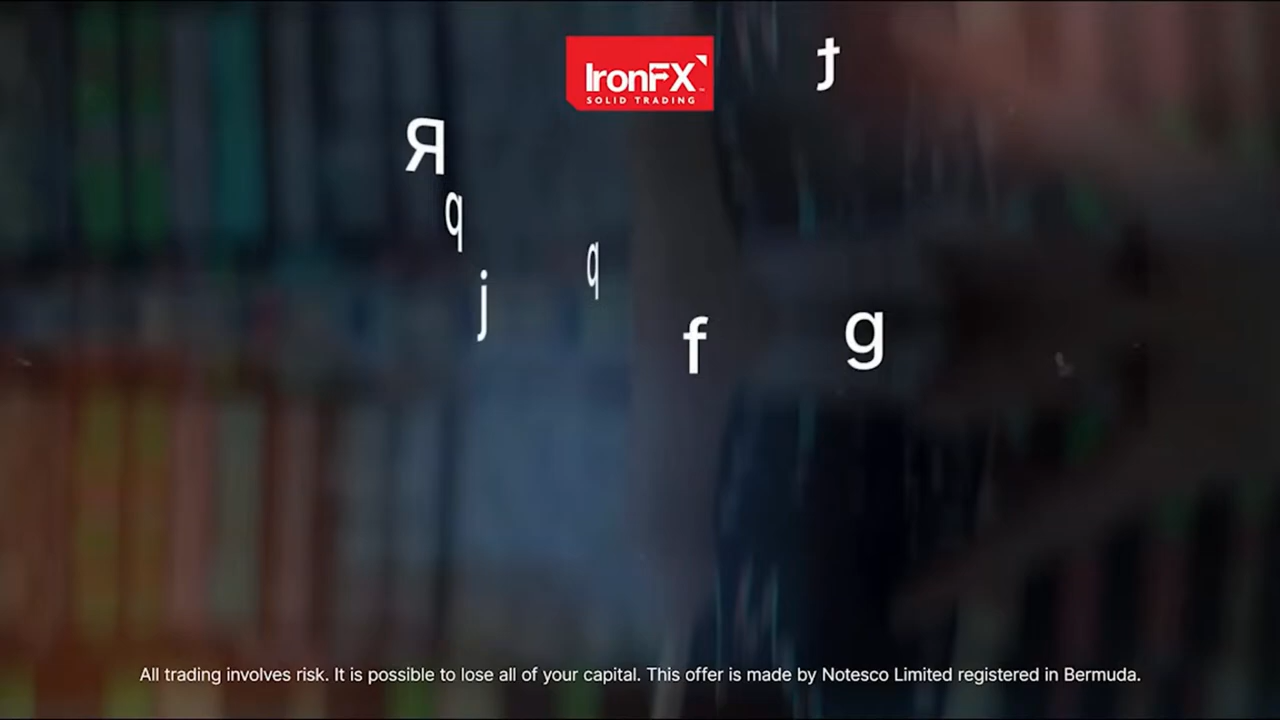 IronFX
SOLID TRADING
R
q
j
q
f
g
All trading involves risk. It is possible to lose all of your capital. This offer is made by Notesco Limited registered in Bermuda.